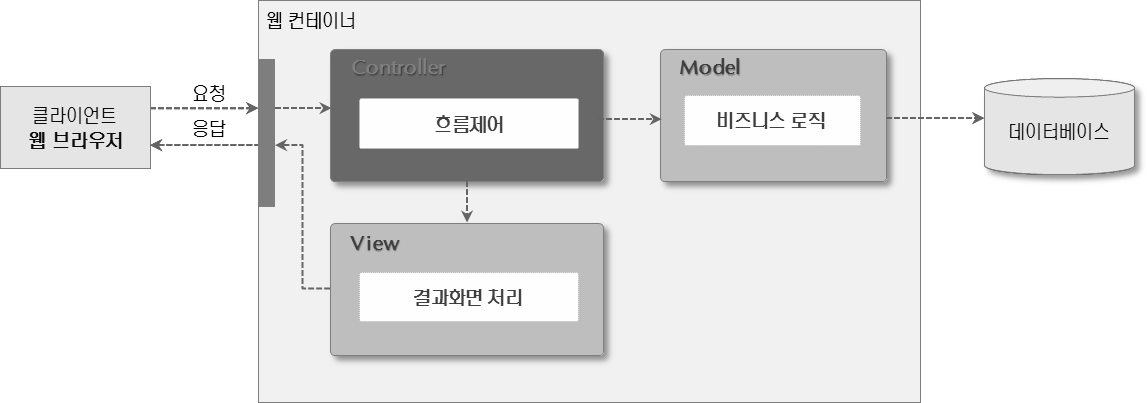 웹 컨테이너
Controller
흐름제어
Model
비즈니스 로직
데이터베이스
요청
응답
클라이언트
웹 브라우저
View
결과화면 처리